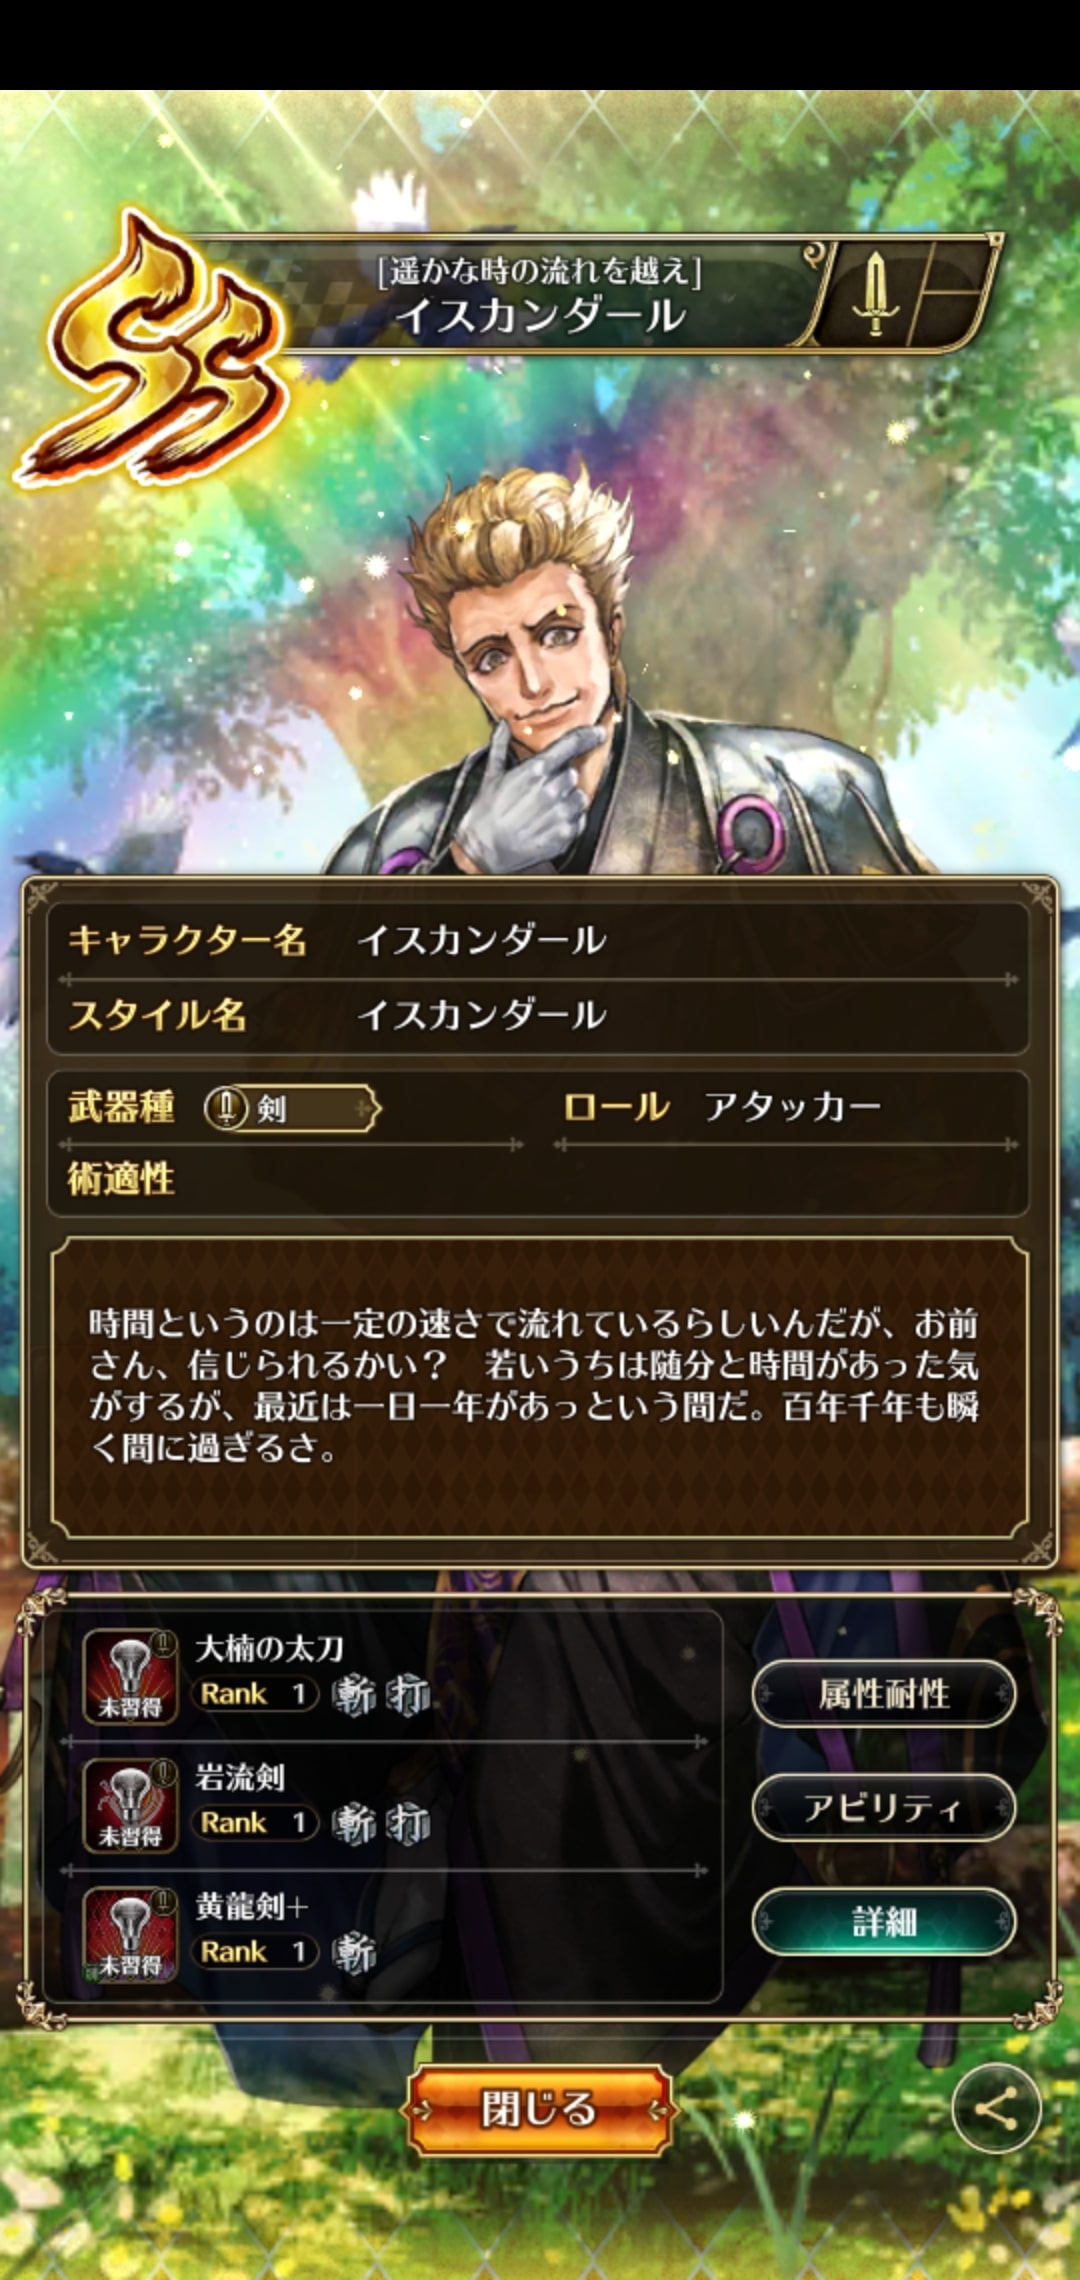 SS
[遥かな時の流れを越え]
イスカンダール
キャラクター名 イスカンダール
スタイル名 イスカンダール
武器種 剣 ロール アタッカー
術適性
時間というのは一定の速さで流れているらしいんだが、お前
さん、信じられるかい？　若いうちは随分と時間があった気
がするが、最近は一日一年があっという間だ。百年千年も瞬
く間に過ぎるさ。
未習得 大楠の太刀
Rank 1 斬 打
未習得 岩流剣
Rank 1 斬 打
未習得 黄龍剣+
Rank 1 斬
属性耐性
アビリティ
詳細
閉じる